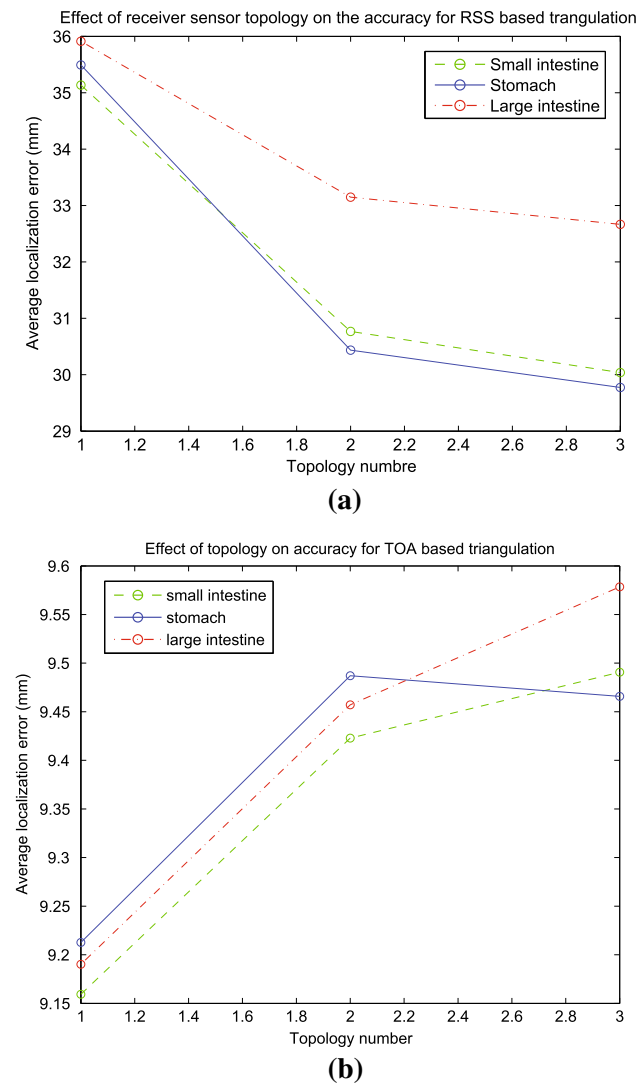 Effect of receiver sensor topology on the accuracy for RSS based trangulation
36
35
34
33
32
31
30
29
Average localization error (mm)
Small intestine
Stomach
Large intestine
1 1.2 1.4 1.6 1.8 2 2.2 2.4 2.6 2.8 3
Topology numbre
(a)
Effect of topology on accuracy for TOA based triangulation
9.6
9.55
9.5
9.45
9.4
9.35
9.3
9.25
9.2
9.15
Average localization error (mm)
small intestine
stomach
large intestine
1 1.2 1.4 1.6 1.8 2 2.2 2.4 2.6 2.8 3
Topology number
(b)